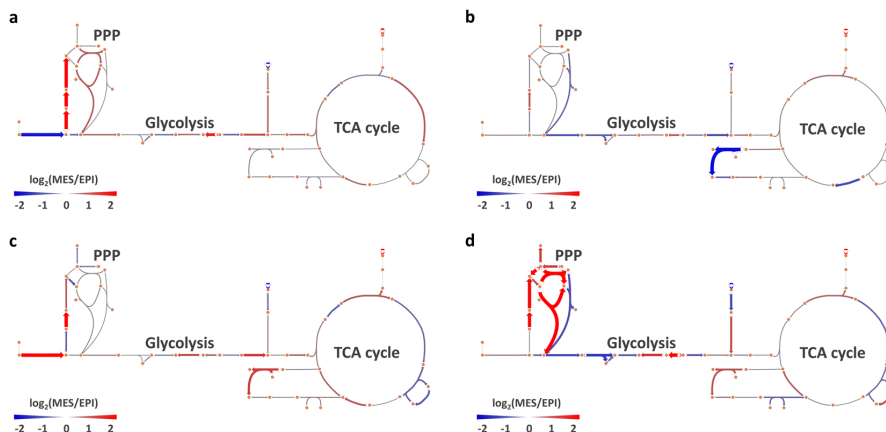 a
PPP
Glycolysis
TCA cycle
log2(MES/EPI)
-2 -1 0 1 2
b
PPP
Glycolysis
TCA cycle
log2(MES/EPI)
-2 -1 0 1 2
c
PPP
Glycolysis
TCA cycle
log2(MES/EPI)
-2 -1 0 1 2
d
PPP
Glycolysis
TCA cycle
log2(MES/EPI)
-2 -1 0 1 2